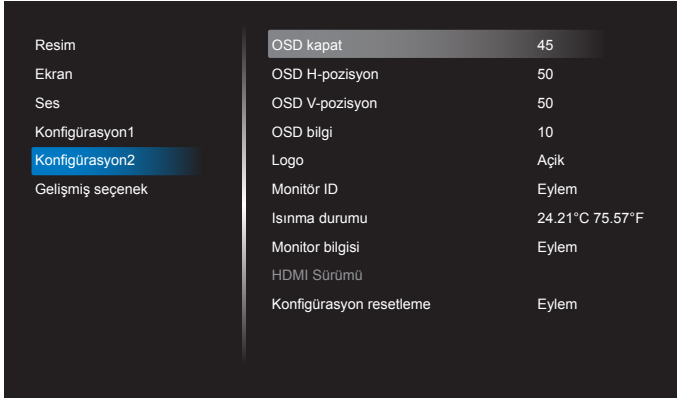 Resim
Ekran
Ses
Konfigürasyon1
Konfigürasyon2
Gelişmiş seçenek
OSD kapat 45
OSD H-pozisyon 50
OSD V-pozisyon 50
OSD bilgi 10
Logo Açik
Monitör ID Eylem
Isınma durumu 24.21°C 75.57°F
Monitor bilgisi Eylem
HDMI Sürümü
Konfigürasyon resetleme Eylem